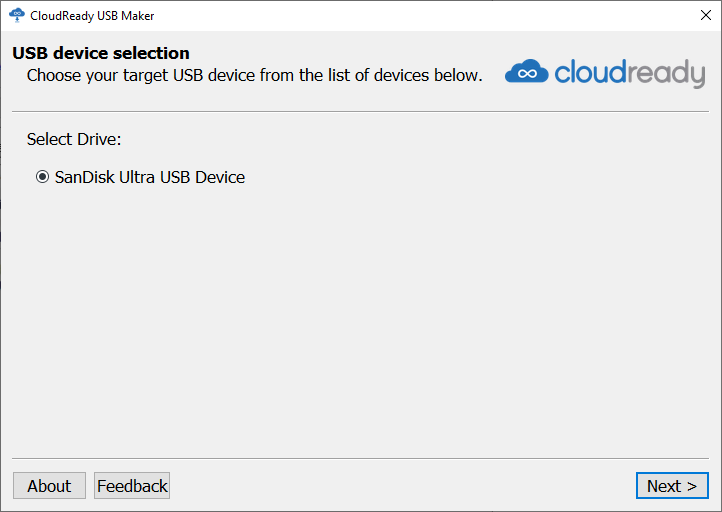 CloudReady USB Maker
USB device selection
Choose your target USB device from the list of devices below.
cloudready
Select Drive:
SanDisk Ultra USB Device
About
Feedback
Next >